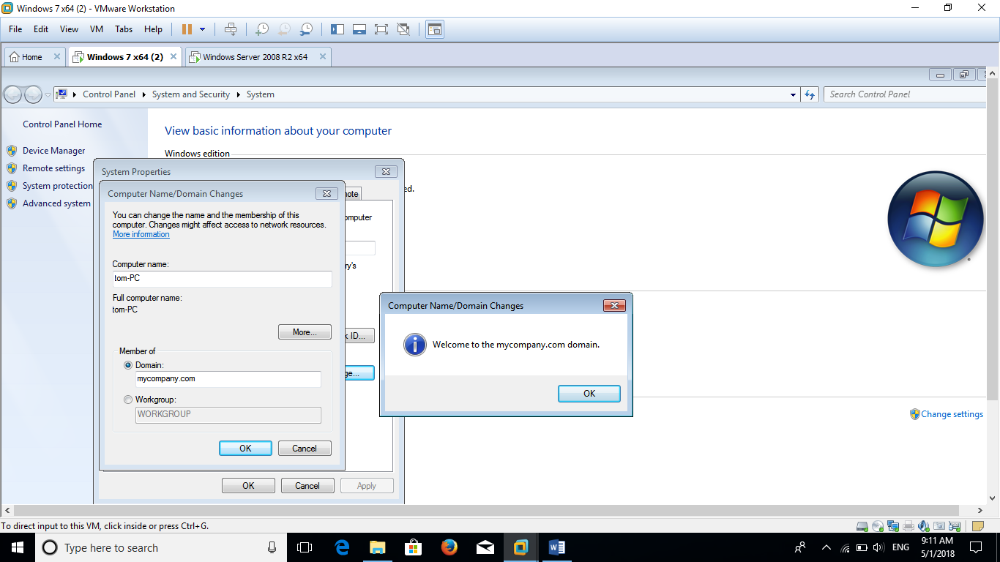 Windows 7 x64 (2) - VMware Workstation
File Edit View VM Tabs Help
Home Windows 7 x64 (2) Windows Server 2008 R2 x64
Control Panel System and Security System Search Control Panel
Control Panel Home
Device Manager
Remote settings
System protection
Advanced system
View basic information about your computer
Windows edition
ed.
System Properties
note
omputer
ry's
k ID...
ge...
Computer Name/Domain Changes
You can change the name and the membership of this
computer. Changes might affect access to network resources.
More information
Computer name:
tom-PC
Full computer name:
tom-PC
More...
Member of
Domain:
mycompany.com
Workgroup:
WORKGROUP
OK Cancel
OK Cancel Apply
Computer Name/Domain Changes
Welcome to the mycompany.com domain.
OK
Change settings
To direct input to this VM, click inside or press Ctrl+G.
Type here to search
ENG
9:11 AM
5/1/2018